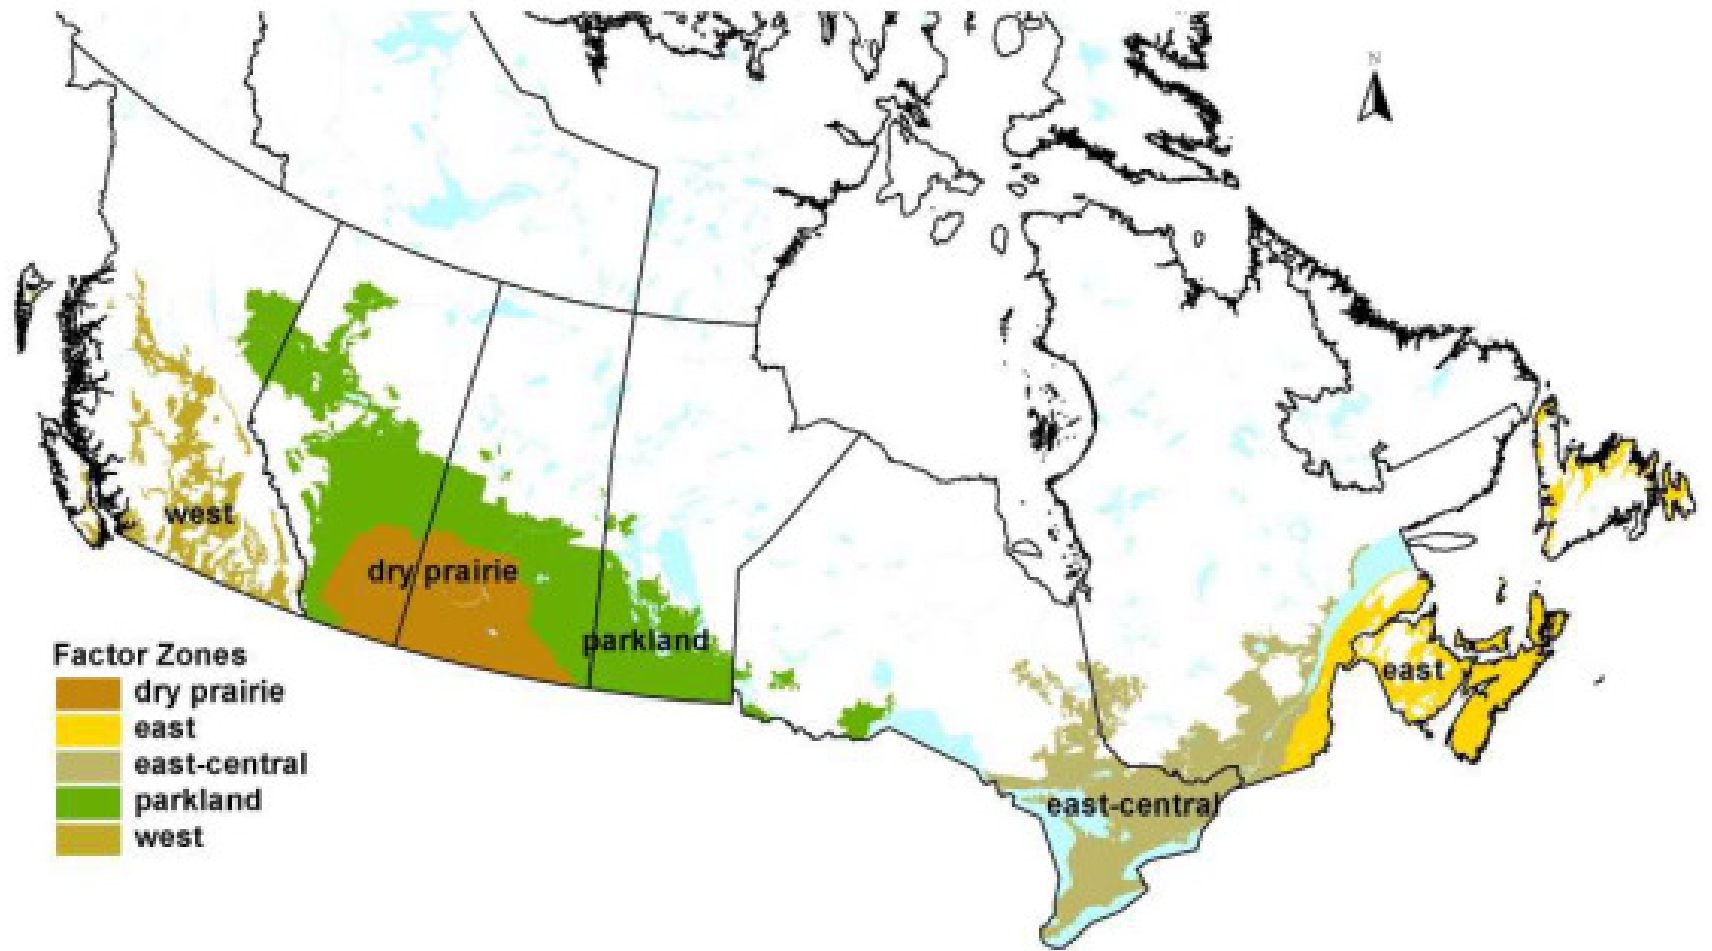 N
west
dry prairie
parkland
east
east-central
Factor Zones
dry prairie
east
east-central
parkland
west